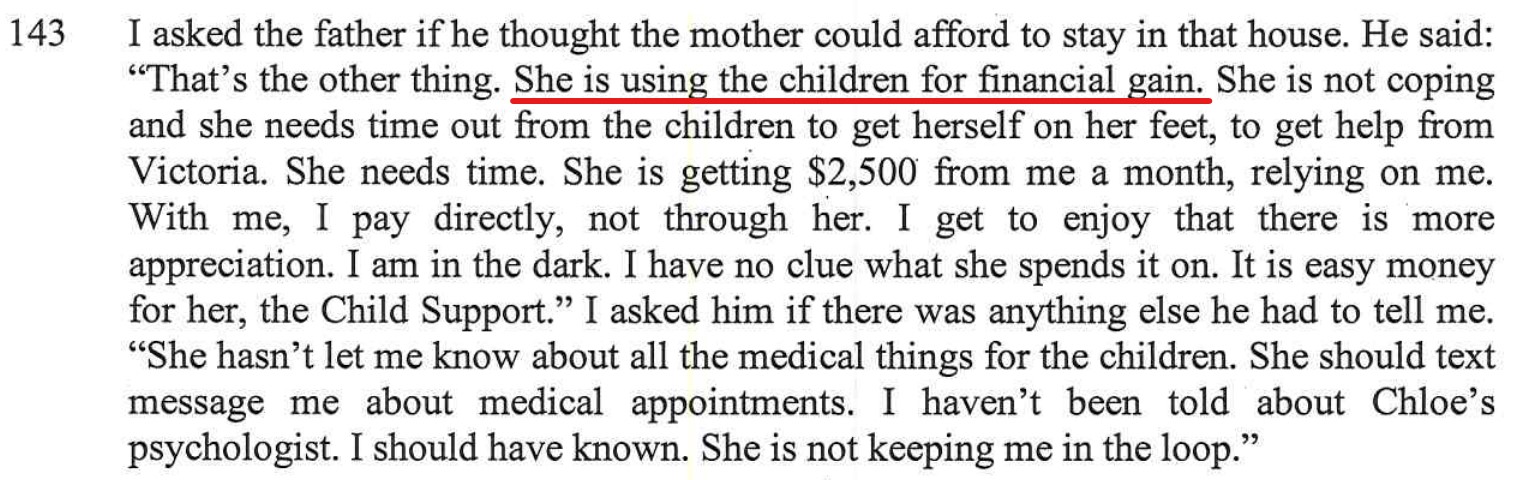 143 I asked the father if he thought the mother could afford to stay in that house. He said:
“That’s the other thing. She is using the children for financial gain. She is not coping
and she needs time out from the children to get herself on her feet, to get help from
Victoria. She needs time. She is getting $2,500 from me a month, relying on me.
With me, I pay directly, not through her. I get to enjoy that there is more
appreciation. I am in the dark. I have no clue what she spends it on. It is easy money
for her, the Child Support.” I asked him if there was anything else he had to tell me.
“She hasn’t let me know about all the medical things for the children. She should text
message me about medical appointments. I haven’t been told about Chloe’s
psychologist. I should have known. She is not keeping me in the loop.”